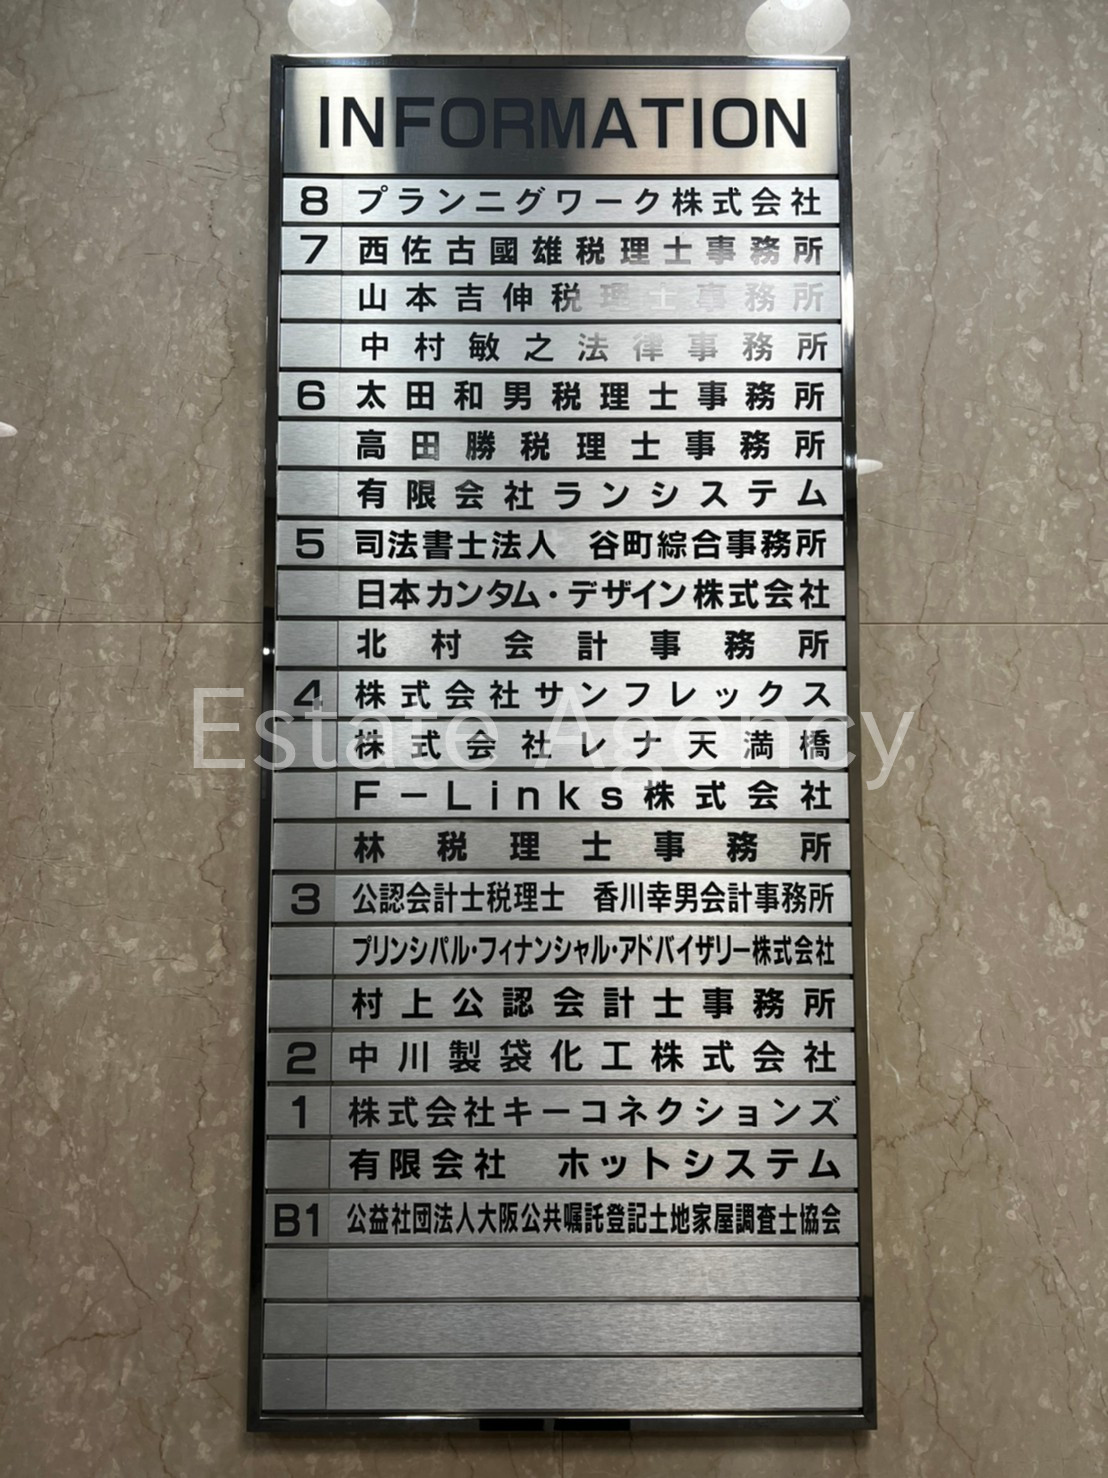 INFORMATION
8 プランニグワーク株式会社
7 西佐古國雄税理士事務所
山本吉伸税理士事務所
中村敏之法律事務所
6 太田和男税理士事務所
高田勝税理士事務所
有限会社ランシステム
5 司法書士法人 谷町綜合事務所
日本カンタム・デザイン株式会社
北村会計事務所
4 株式会社サンフレックス
株式会社レナ天満橋
F-Links株式会社
林税理士事務所
3 公認会計士税理士 香川幸男会計事務所
プリンシパル・フィナンシャル・アドバイザリー株式会社
村上公認会計士事務所
2 中川製袋化工株式会社
1 株式会社キーコネクションズ
有限会社 ホットシステム
B1 公益社団法人大阪公共嘱託登記土地家屋調査士協会
Estate Agency